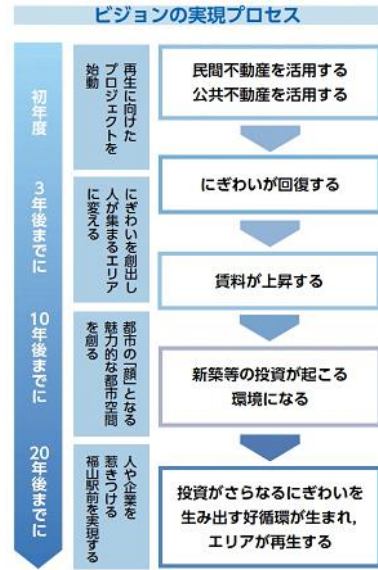 ビジョンの実現プロセス
初年度
再生に向けた
プロジェクトを
始動
民間不動産を活用する
公共不動産を活用する
3年後までに
にぎわいを創出し
人が集まるエリア
に変える
にぎわいが回復する
賃料が上昇する
10年後までに
都市の「顔」となる
魅力的な都市空間
を創る
新築等の投資が起こる
環境になる
20年後までに
人や企業を
惹きつける
福山駅前を実現する
投資がさらなるにぎわいを
生み出す好循環が生まれ,
エリアが再生する